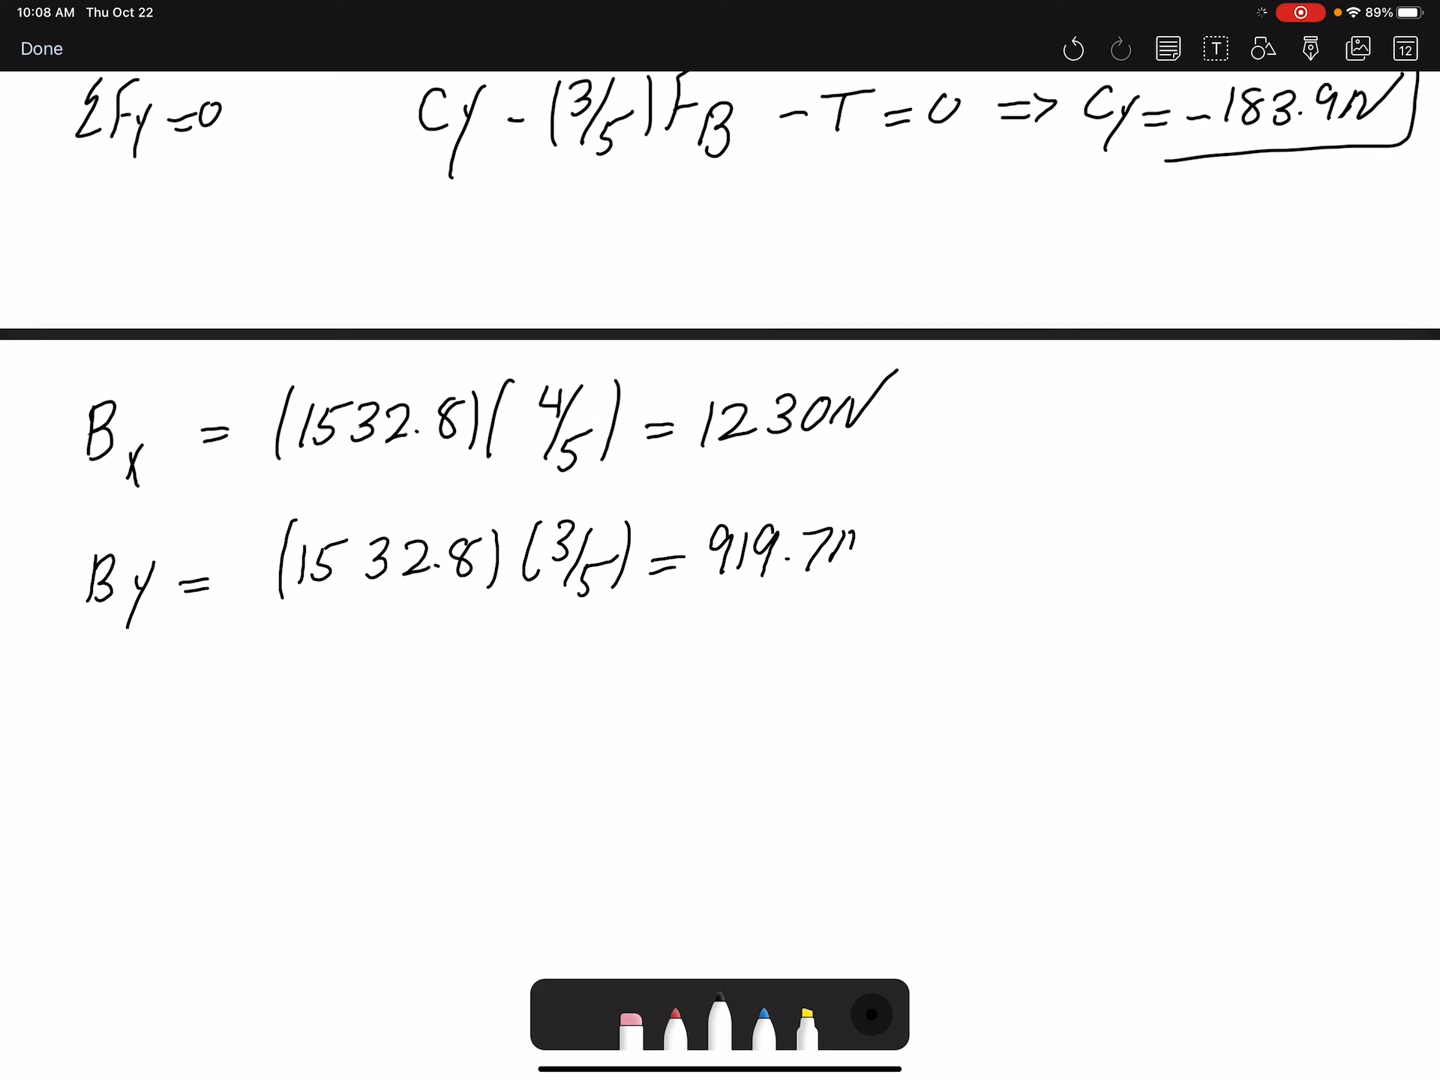 10:08 AM Thu Oct 22 89%
Done T 12
ΣFy=0 Cy - (3/5)FB - T = 0 => Cy = -183.9N
Bx = (1532.8)(4/5) = 1230N
By = (1532.8)(3/5) = 919.7N